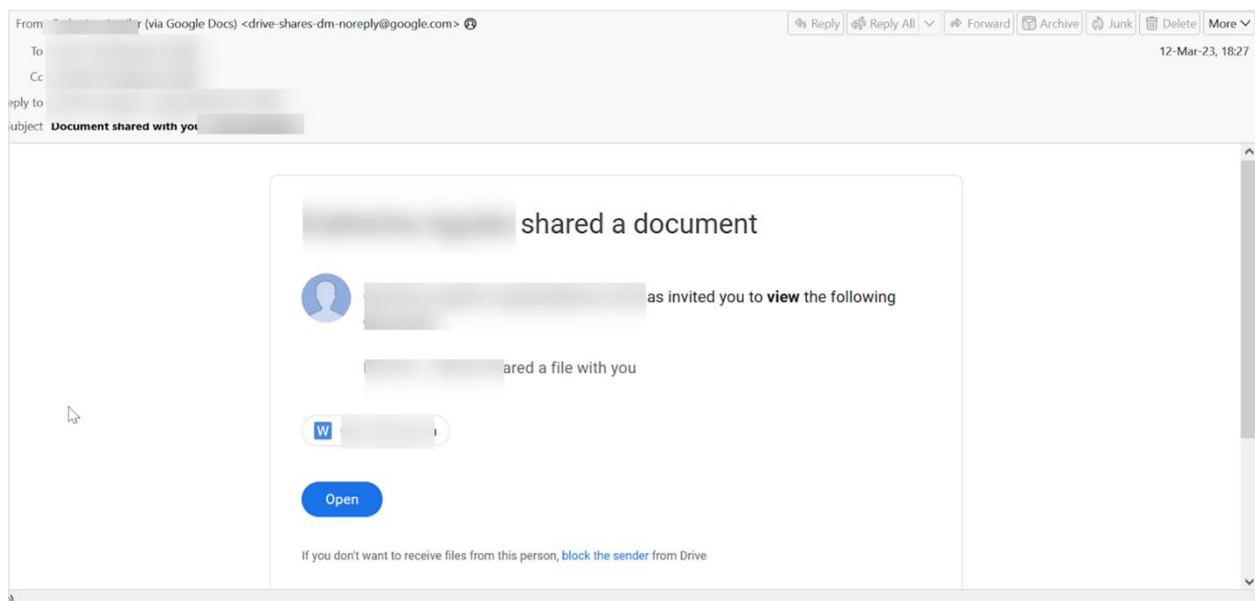 From (via Google Docs) <drive-shares-dm-noreply@google.com>
Reply Reply All Forward Archive Junk Delete More
To
12-Mar-23, 18:27
Cc
eply to
ubject Document shared with you
shared a document
as invited you to view the following
ared a file with you
W
Open
If you don't want to receive files from this person, block the sender from Drive